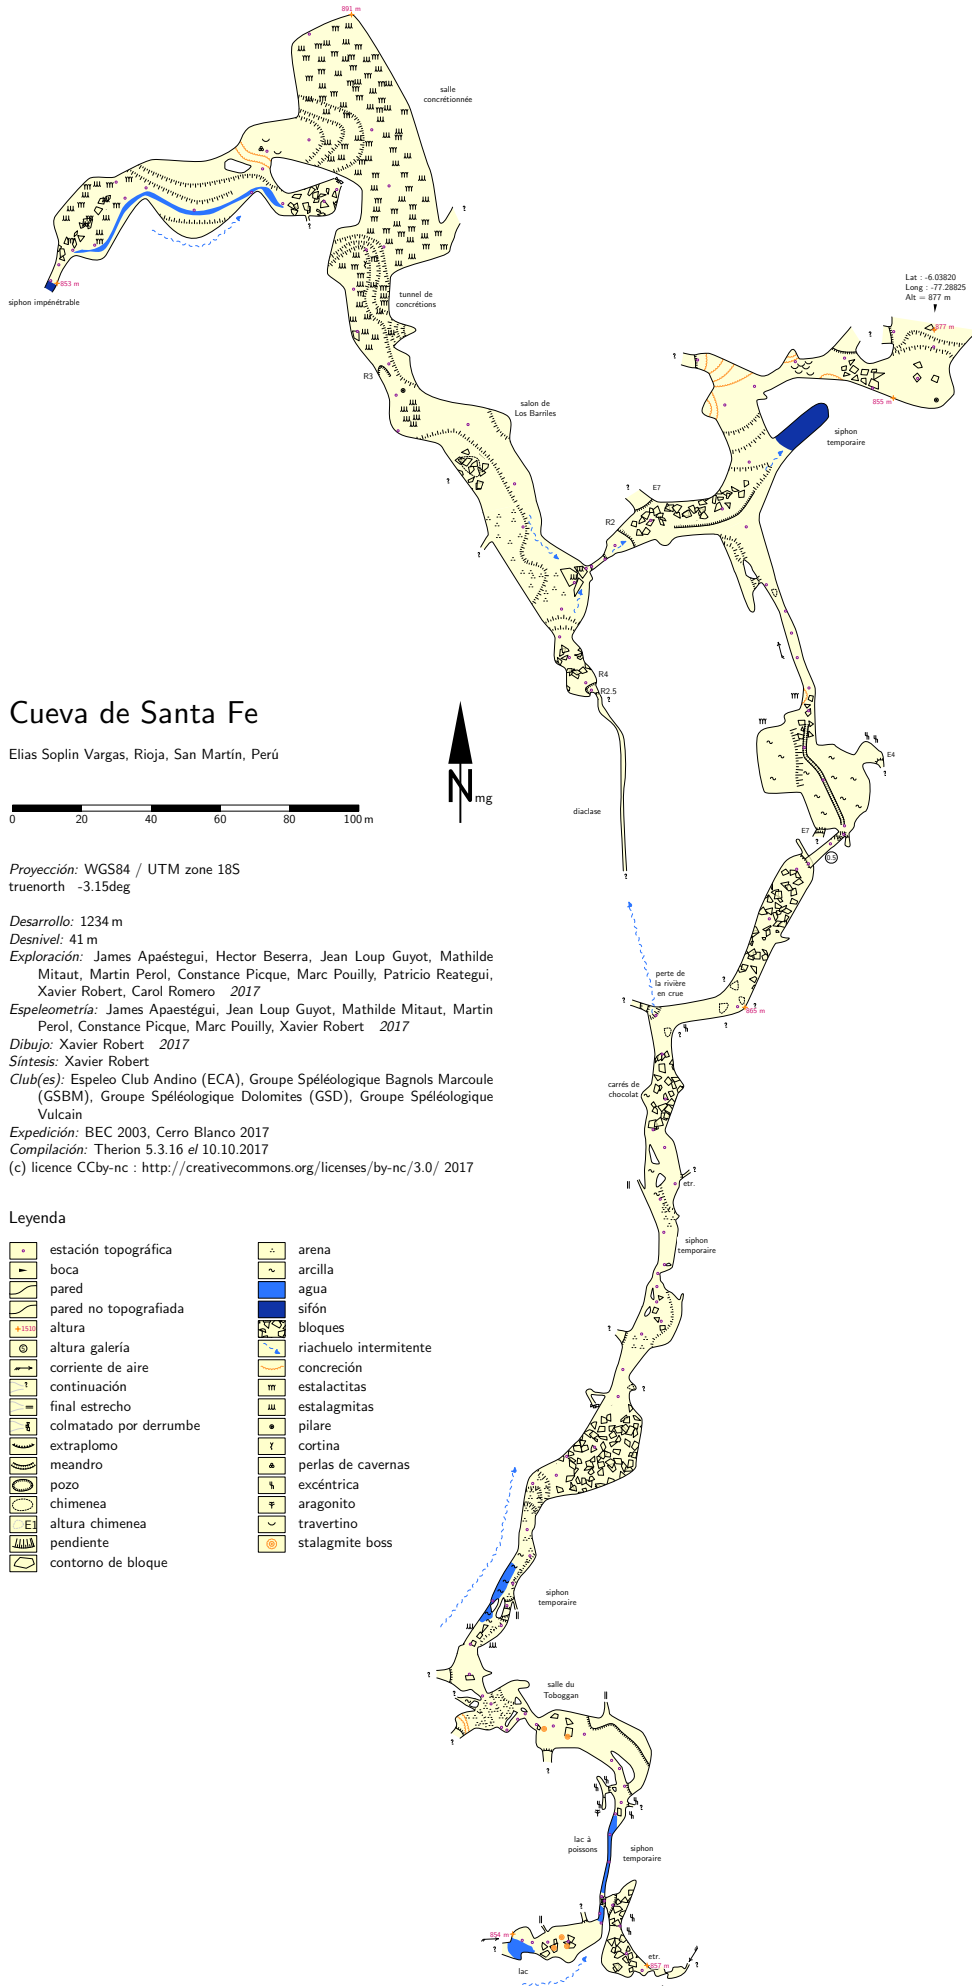 891 m
salle
concrétionnée
?
?
853 m
siphon impénétrable
tunnel de
concrétions
R3
Lat : -6.03820
Long : -77.28825
Alt = 877 m
877 m
?
?
855 m
salon de
Los Barriles
siphon
temporaire
?
?
E7
R2
?
R4
R2.5
?
Cueva de Santa Fe
Elias Soplin Vargas, Rioja, San Martín, Perú
N mg
0 20 40 60 80 100 m
E4
?
diaclase
E7
?
0.5
?
Proyección: WGS84 / UTM zone 18S
truenorth -3.15deg
Desarrollo: 1234 m
Desnivel: 41 m
Exploración: James Apaéstegui, Hector Beserra, Jean Loup Guyot, Mathilde
Mitaut, Martin Perol, Constance Picque, Marc Pouilly, Patricio Reategui,
Xavier Robert, Carol Romero 2017
Espeleometría: James Apaestégui, Jean Loup Guyot, Mathilde Mitaut, Martin
Perol, Constance Picque, Marc Pouilly, Xavier Robert 2017
Dibujo: Xavier Robert 2017
Síntesis: Xavier Robert
Club(es): Espeleo Club Andino (ECA), Groupe Spéléologique Bagnols Marcoule
(GSBM), Groupe Spéléologique Dolomites (GSD), Groupe Spéléologique
Vulcain
Expedición: BEC 2003, Cerro Blanco 2017
Compilación: Therion 5.3.16 el 10.10.2017
(c) licence CCby-nc : http://creativecommons.org/licenses/by-nc/3.0/ 2017
perte de
la rivière
en crue
?
?
865 m
?
?
carrés de
chocolat
?
etr.
siphon
temporaire
?
?
Leyenda
estación topográfica
boca
pared
pared no topografiada
1510 altura
S altura galería
corriente de aire
? continuación
final estrecho
colmatado por derrumbe
extraplomo
meandro
pozo
chimenea
E1 altura chimenea
pendiente
contorno de bloque
arena
arcilla
agua
sifón
bloques
riachuelo intermitente
concreción
estalactitas
estalagmitas
pilare
cortina
perlas de cavernas
excéntrica
aragonito
travertino
stalagmite boss
siphon
temporaire
?
?
?
salle du
Toboggan
?
?
lac à
poissons
siphon
temporaire
?
854 m
?
lac
etr.
857 m
?